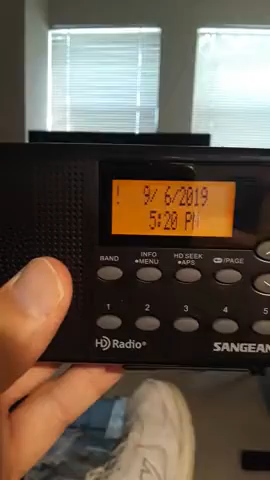 ! 9/ 6/2019
5:20 PM
BAND
INFO
•MENU
HD SEEK
•APS
/PAGE
1 2 3 4 5
HD Radio®
SANGEAN